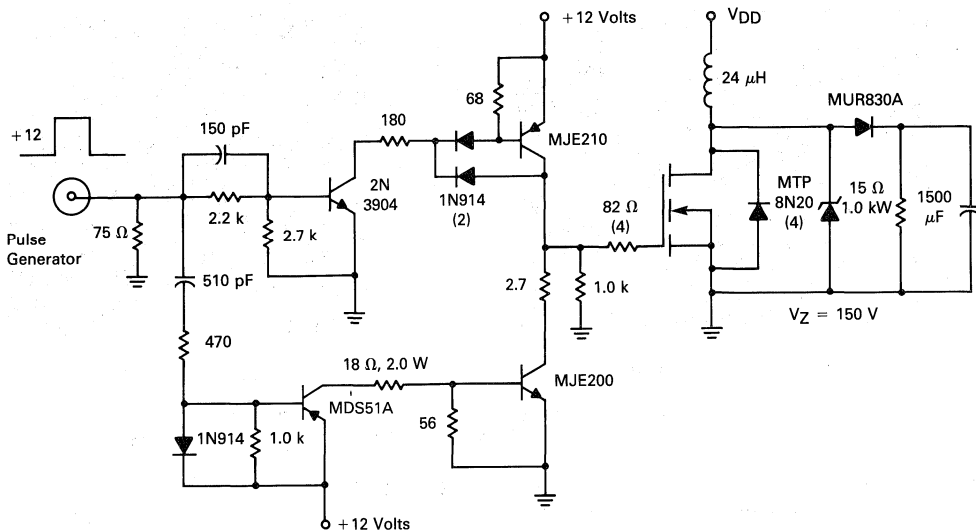 +12 Volts
VDD
24 μH
68
MUR830A
180
150 pF
+12
MJE210
2N
3904
1N914
(2)
82 Ω
(4)
MTP
8N20
(4)
15 Ω
1.0 kW
1500
μF
2.2 k
2.7 k
75 Ω
Pulse
Generator
510 pF
2.7
1.0 k
VZ = 150 V
470
18 Ω, 2.0 W
MJE200
MDS51A
56
1N914
1.0 k
+12 Volts